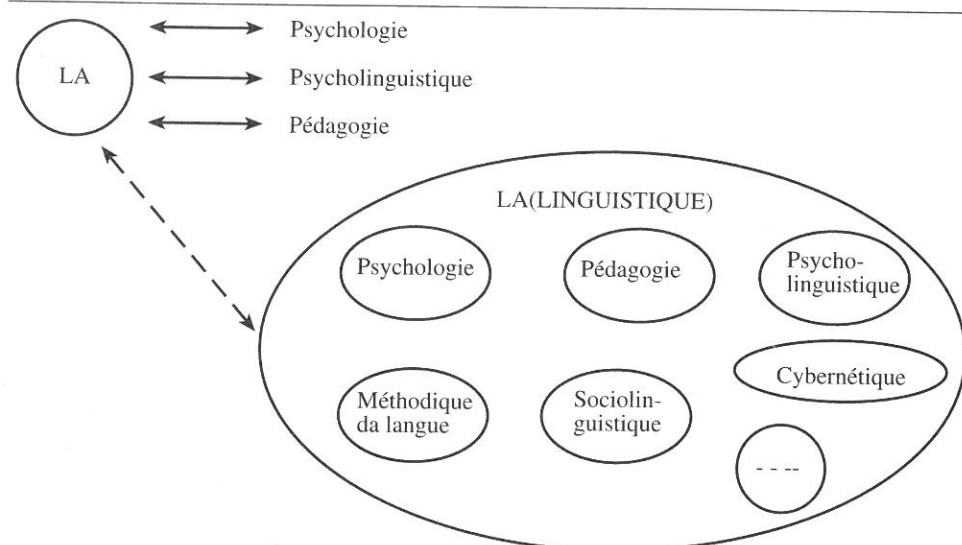 LA
Psychologie
Psycholinguistique
Pédagogie
LA(LINGUISTIQUE)
Psychologie
Pédagogie
Psycho-
linguistique
Cybernétique
Méthodique
da langue
Sociolin-
guistique
- - --